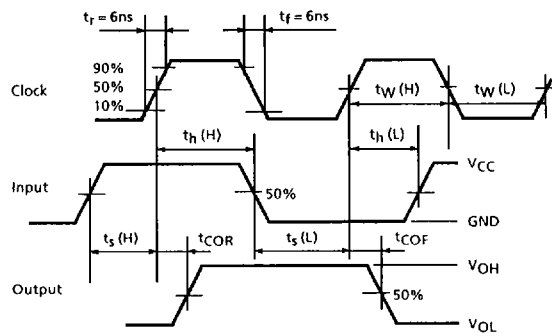 tr = 6ns
tf = 6ns
90%
50%
10%
Clock
tW (H)
tW (L)
th (H)
th (L)
VCC
Input
50%
GND
ts (H)
tCOR
ts (L)
tCOF
VOH
Output
50%
VOL